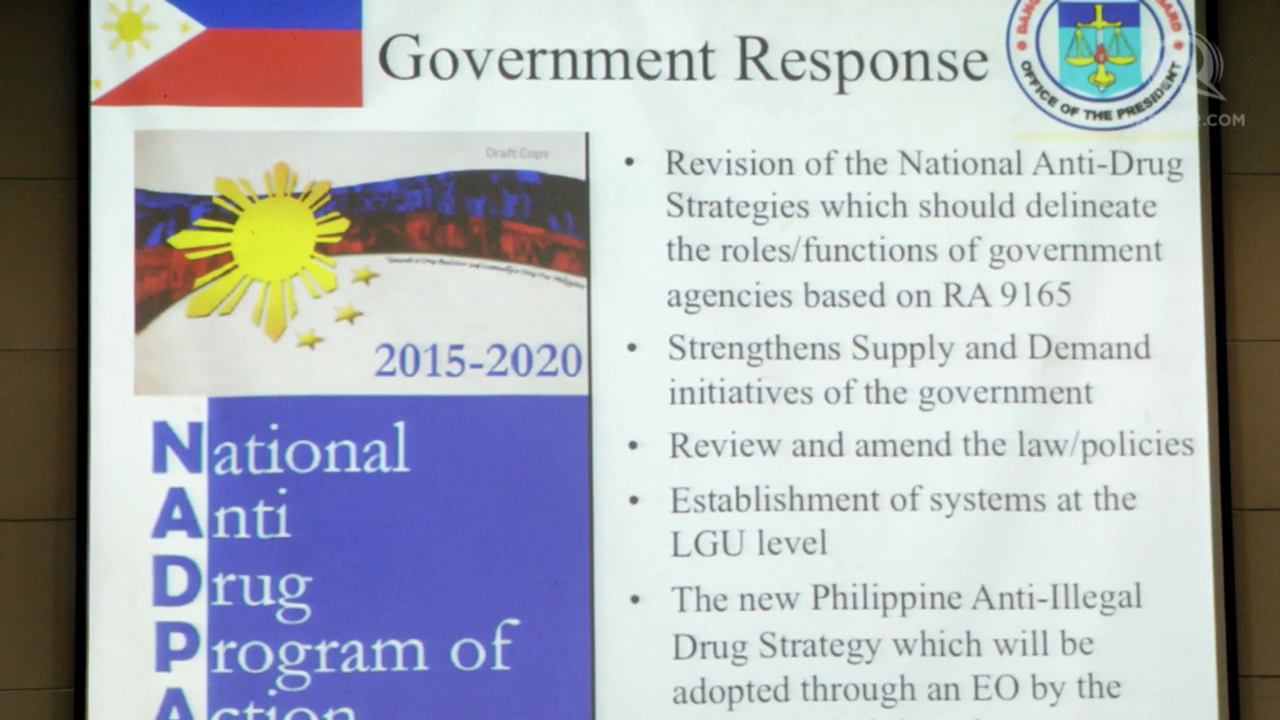 Government Response
OFFICE OF THE PRESIDENT
.COM
Draft Copy
2015-2020
National
Anti
Drug
Program of
Action
• Revision of the National Anti-Drug
Strategies which should delineate
the roles/functions of government
agencies based on RA 9165
• Strengthens Supply and Demand
initiatives of the government
• Review and amend the law/policies
• Establishment of systems at the
LGU level
• The new Philippine Anti-Illegal
Drug Strategy which will be
adopted through an EO by the